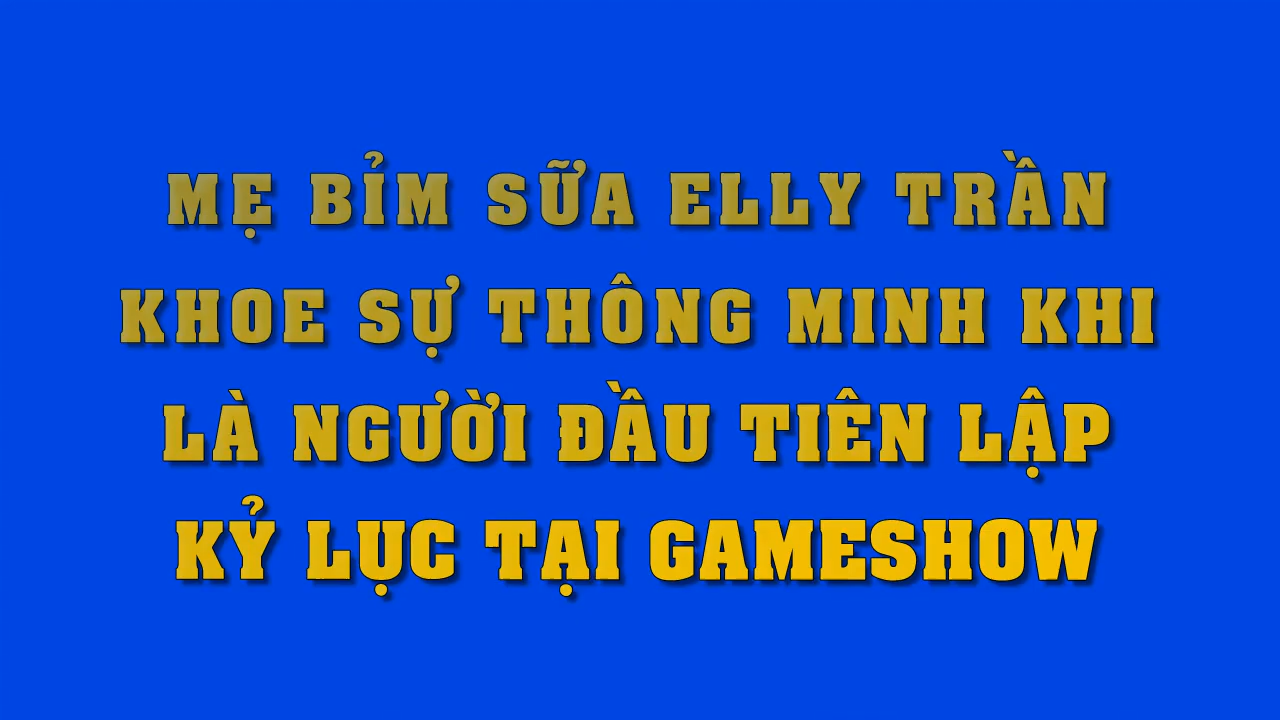 MẸ BỈM SỮA ELLY TRẦN
KHOE SỰ THÔNG MINH KHI
LÀ NGƯỜI ĐẦU TIÊN LẬP
KỶ LỤC TẠI GAMESHOW